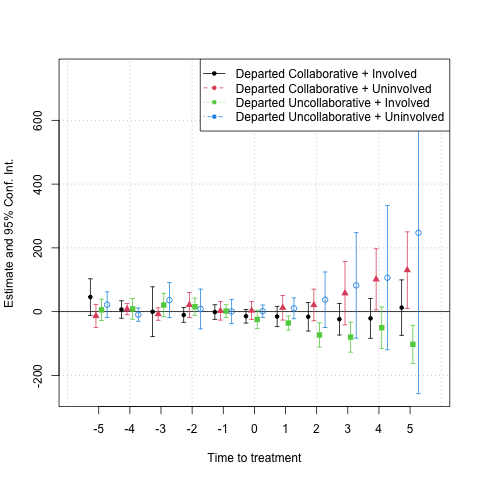 Departed Collaborative + Involved
Departed Collaborative + Uninvolved
Departed Uncollaborative + Involved
Departed Uncollaborative + Uninvolved
Estimate and 95% Conf. Int.
600
400
200
0
-200
-5 -4 -3 -2 -1 0 1 2 3 4 5
Time to treatment